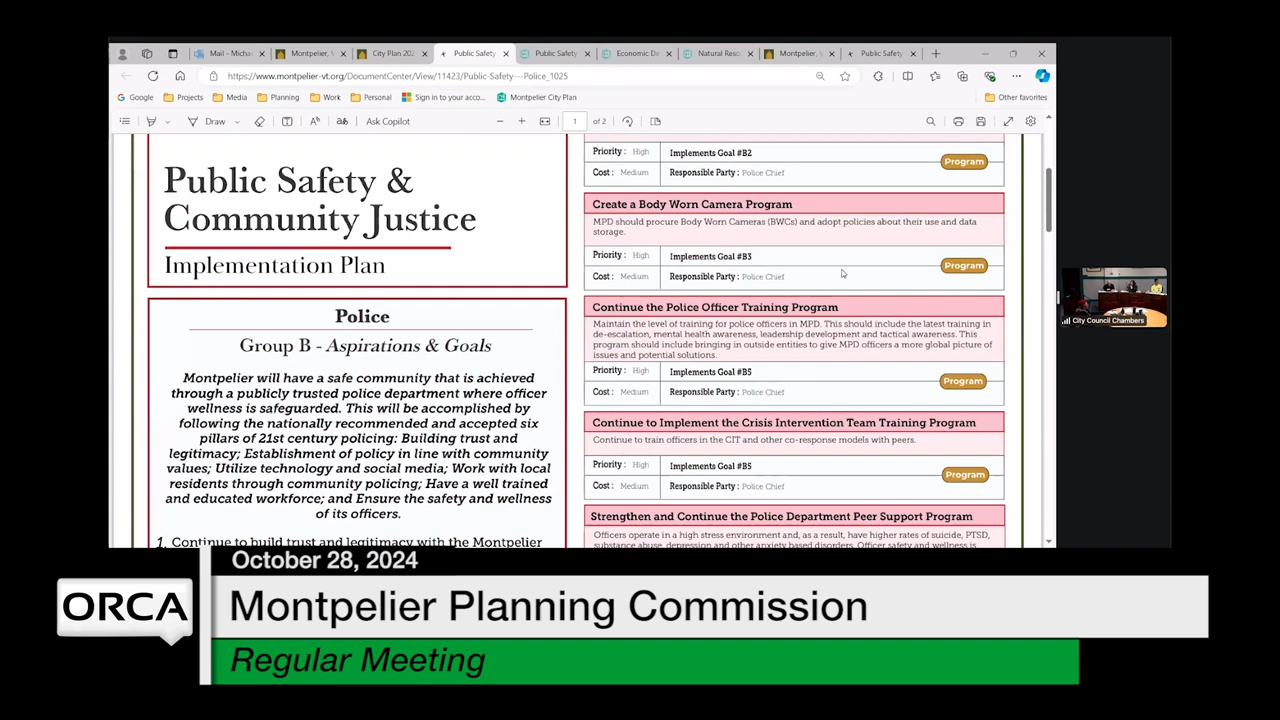 Mail - Micha
Montpelier, V
City Plan 202
Public Safety
Public Safety
Economic De
Natural Reso
Montpelier, V
Public Safety
https://www.montpelier-vt.org/DocumentCenter/View/11423/Public-Safety---Police_1025
Google
Projects
Media
Planning
Work
Personal
Sign in to your acco...
Montpelier City Plan
Other favorites
Draw
Ask Copilot
1 of 2
Public Safety &
Community Justice
Implementation Plan
Police
Group B - Aspirations & Goals
Montpelier will have a safe community that is achieved
through a publicly trusted police department where officer
wellness is safeguarded. This will be accomplished by
following the nationally recommended and accepted six
pillars of 21st century policing: Building trust and
legitimacy; Establishment of policy in line with community
values; Utilize technology and social media; Work with local
residents through community policing; Have a well trained
and educated workforce; and Ensure the safety and wellness
of its officers.
1. Continue to build trust and legitimacy with the Montpelier
Priority : High Implements Goal #B2
Program
Cost : Medium Responsible Party : Police Chief
Create a Body Worn Camera Program
MPD should procure Body Worn Cameras (BWCs) and adopt policies about their use and data
storage.
Priority : High Implements Goal #B3
Program
Cost : Medium Responsible Party : Police Chief
Continue the Police Officer Training Program
Maintain the level of training for police officers in MPD. This should include the latest training in
de-escalation, mental health awareness, leadership development and tactical awareness. This
program should include bringing in outside entities to give MPD officers a more global picture of
issues and potential solutions.
Priority : High Implements Goal #B5
Program
Cost : Medium Responsible Party : Police Chief
Continue to Implement the Crisis Intervention Team Training Program
Continue to train officers in the CIT and other co-response models with peers.
Priority : High Implements Goal #B5
Program
Cost : Medium Responsible Party : Police Chief
Strengthen and Continue the Police Department Peer Support Program
Officers operate in a high stress environment and, as a result, have higher rates of suicide, PTSD,
substance abuse, depression and other anxiety based disorders. Officer safety and wellness is
City Council Chambers
October 28, 2024
ORCA
Montpelier Planning Commission
Regular Meeting